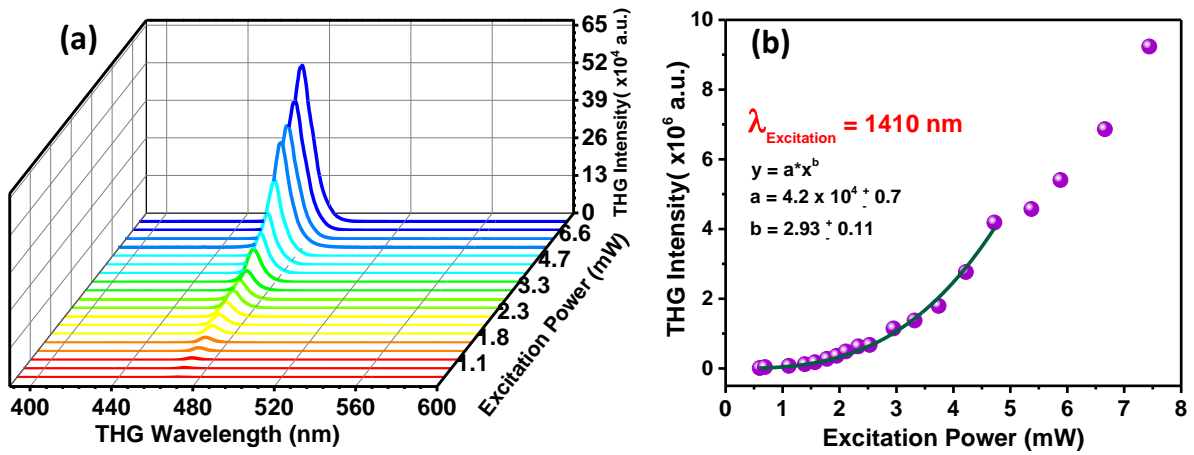 (a)
65
52
39
26
13
0
THG Intensity( x10⁴ a.u.)
6.6
4.7
3.3
2.3
1.8
1.1
Excitation Power (mW)
400 440 480 520 560 600
THG Wavelength (nm)
(b)
10
8
6
4
2
0
THG Intensity( x10⁶ a.u.)
λExcitation = 1410 nm
y = a*x^b
a = 4.2 x 10⁴ ± 0.7
b = 2.93 ± 0.11
0 1 2 3 4 5 6 7 8
Excitation Power (mW)